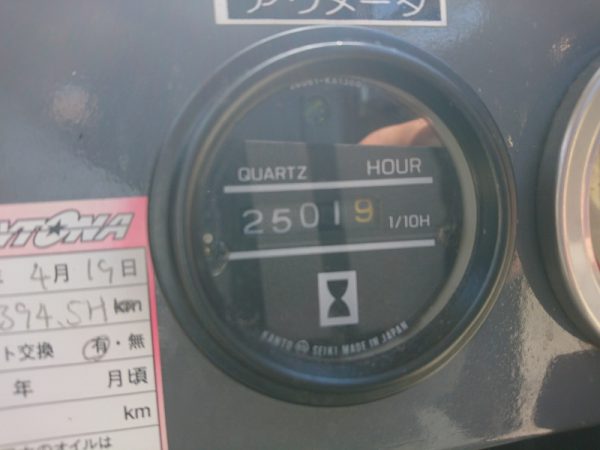 アワメータ
QUARTZ HOUR
25019 1/10H
KANTO SEIKI MADE IN JAPAN
YTONA
4月19日
394.5H km
ト交換 有・無
年 月頃
km
のオイルは